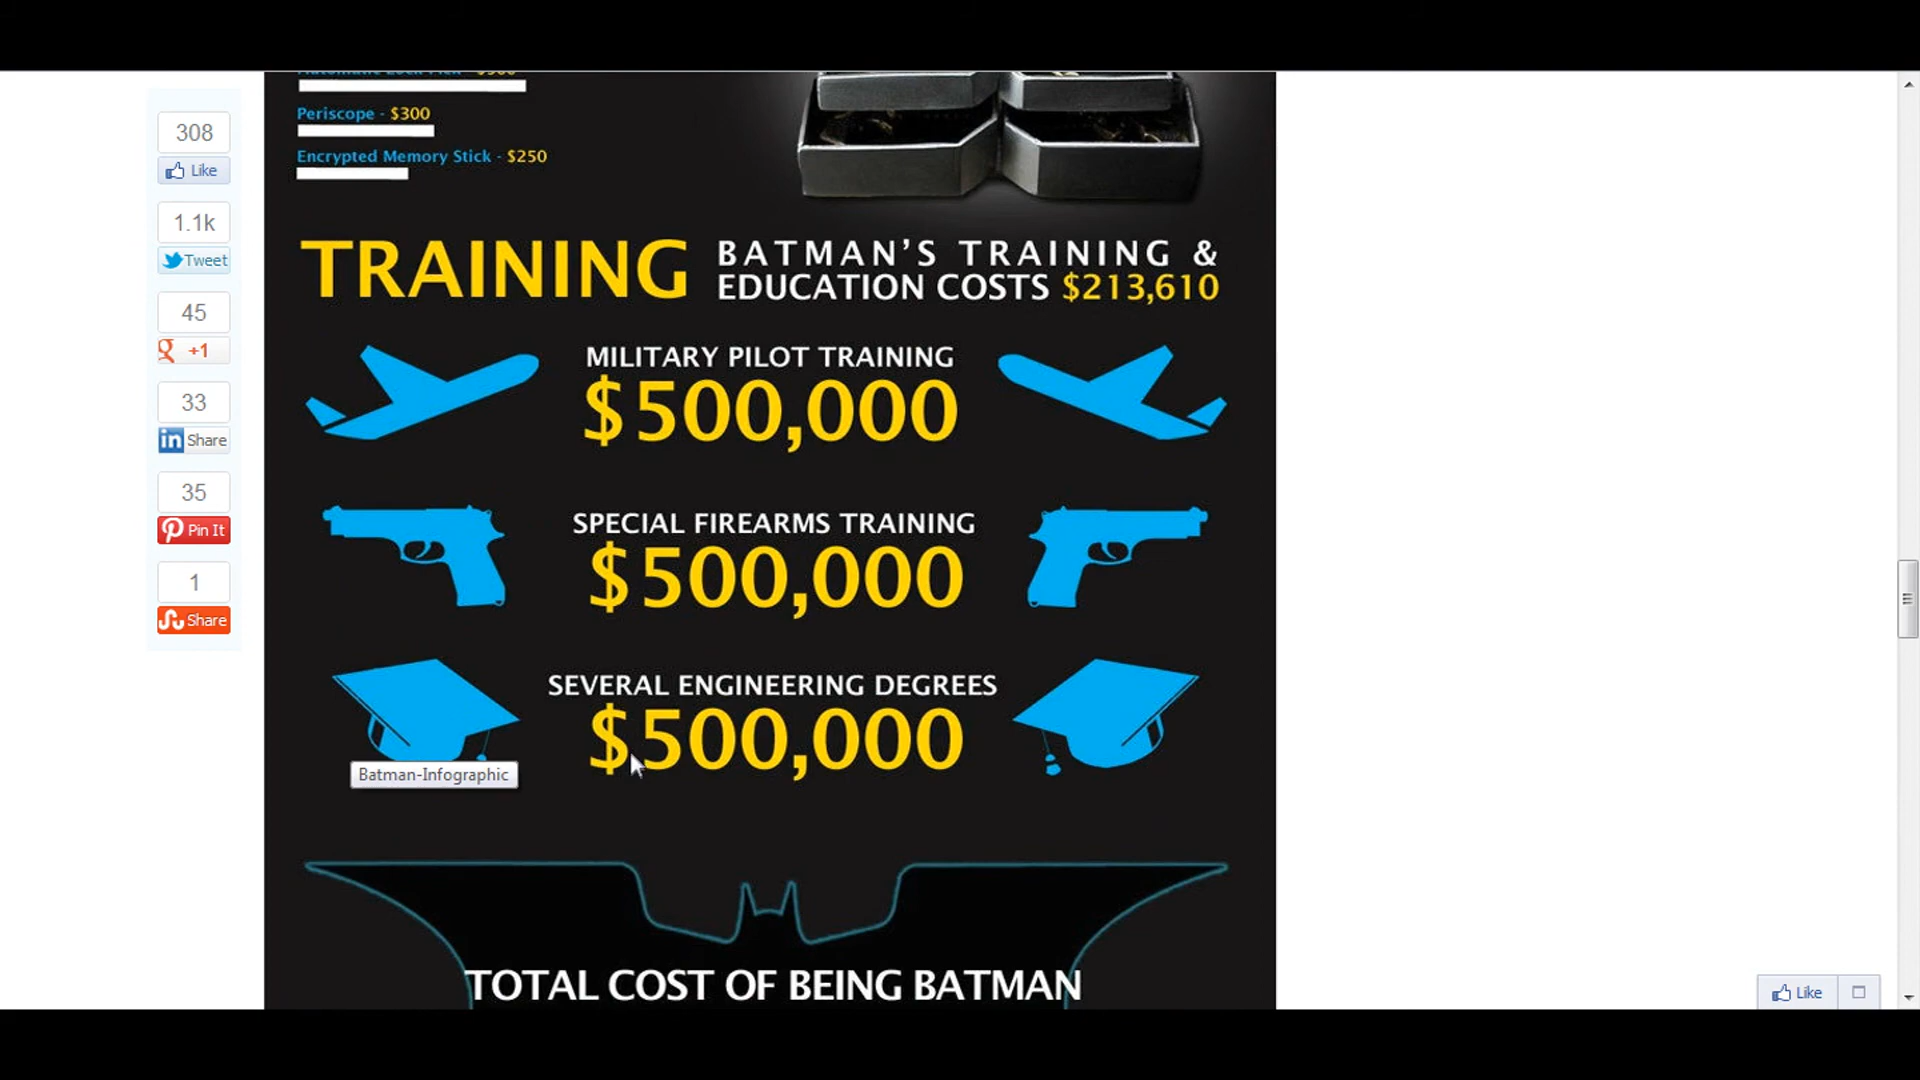 308
Like
1.1k
Tweet
45
+1
33
in Share
35
Pin It
1
Share
Periscope - $300
Encrypted Memory Stick - $250
TRAINING
BATMAN'S TRAINING &
EDUCATION COSTS $213,610
MILITARY PILOT TRAINING
$500,000
SPECIAL FIREARMS TRAINING
$500,000
SEVERAL ENGINEERING DEGREES
$500,000
Batman-Infographic
TOTAL COST OF BEING BATMAN
Like